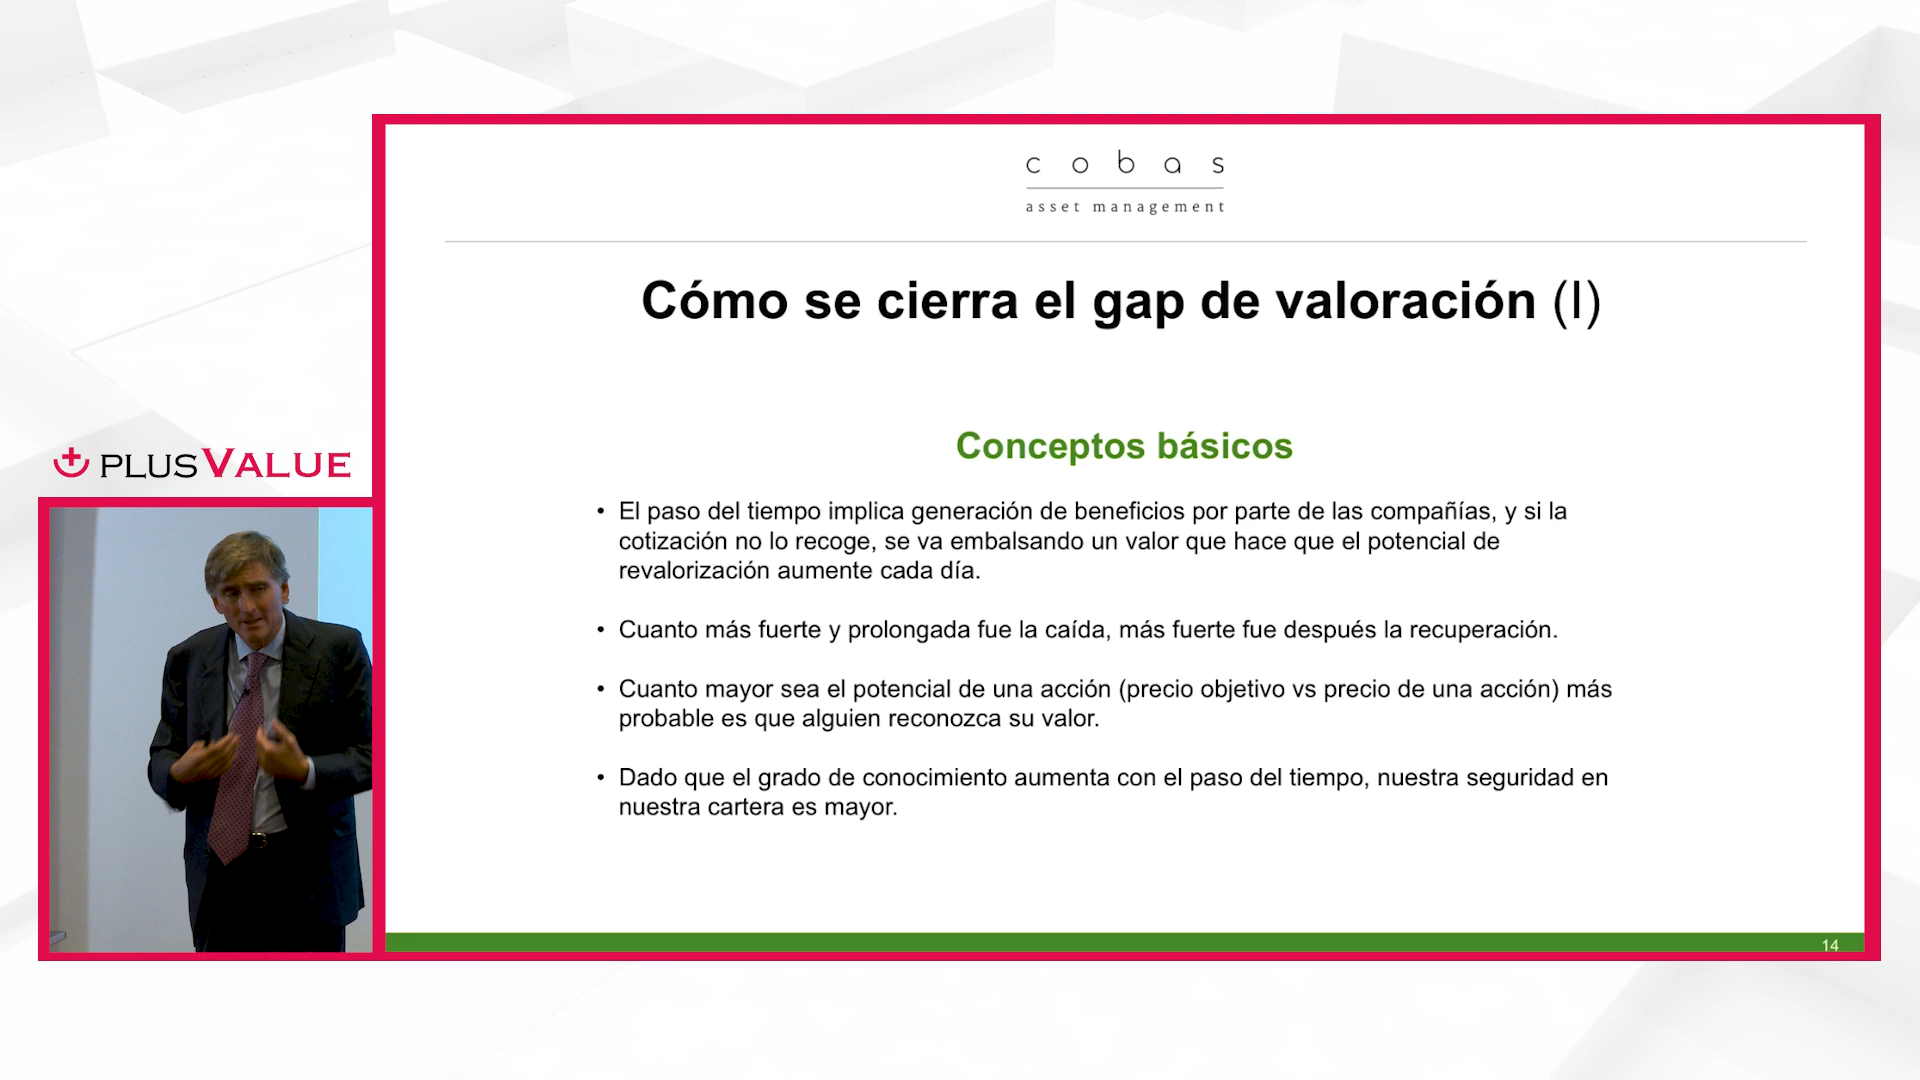 cobas
asset management
Cómo se cierra el gap de valoración (I)
PLUSVALUE
Conceptos básicos
• El paso del tiempo implica generación de beneficios por parte de las compañías, y si la
cotización no lo recoge, se va embalsando un valor que hace que el potencial de
revalorización aumente cada día.
• Cuanto más fuerte y prolongada fue la caída, más fuerte fue después la recuperación.
• Cuanto mayor sea el potencial de una acción (precio objetivo vs precio de una acción) más
probable es que alguien reconozca su valor.
• Dado que el grado de conocimiento aumenta con el paso del tiempo, nuestra seguridad en
nuestra cartera es mayor.
14